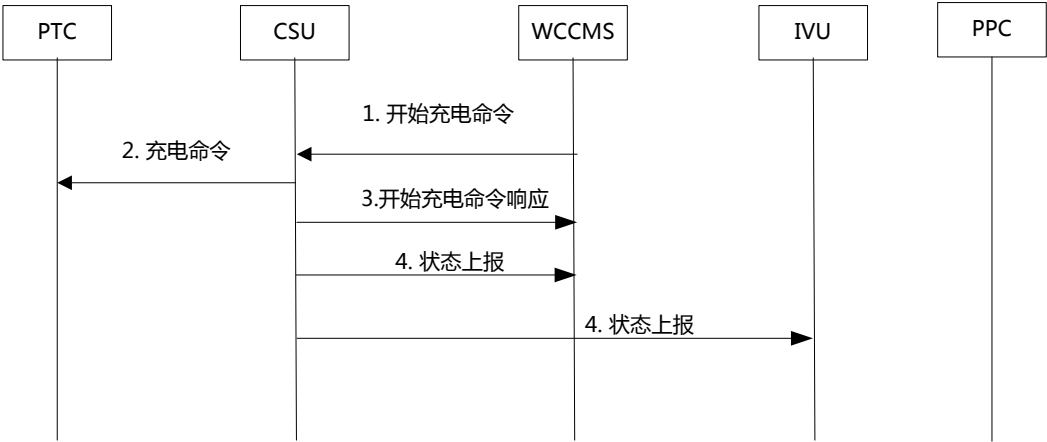 PTC
CSU
WCCMS
IVU
PPC
1. 开始充电命令
2. 充电命令
3.开始充电命令响应
4. 状态上报
4. 状态上报